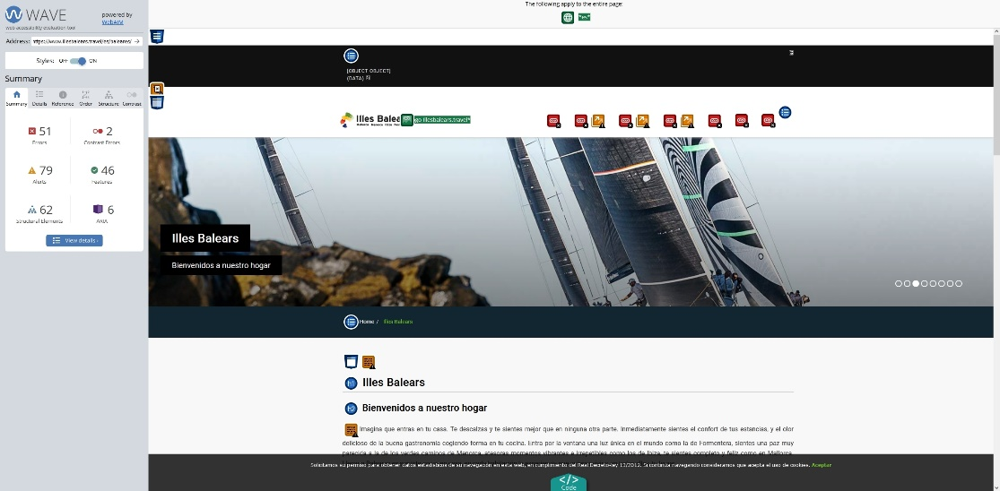 The following apply to the entire page:
WAVE
powered by
WebAIM
web accessibility evaluation tool
*es*
Address: https://www.illesbalears.travel/es/baleares/
Styles: OFF ON
Summary
Summary Details Reference Order Structure Contrast
[OBJECT OBJECT]
(DATA)
51
Errors
2
Contrast Errors
79
Alerts
46
Features
62
Structural Elements
6
ARIA
View details ›
Illes Balea
go illesbalears.travel*
Illes Balears
Bienvenidos a nuestro hogar
Home / Illes Balears
h1 Illes Balears
h2 Bienvenidos a nuestro hogar
Imagina que entras en tu casa. Te descalzas y te sientes mejor que en ninguna otra parte. Inmediatamente sientes el confort de tus estancias, y el olor
delicioso de la buena gastronomía cogiendo forma en tu cocina. Entra por la ventana una luz única en el mundo como la de Formentera, sientes una paz muy
parecida a la de los verdes caminos de Menorca, atesoras momentos vibrantes e irrepetibles como los de Ibiza, te sientes completo y feliz como en Mallorca.
Solicitamos su permiso para obtener datos estadísticos de su navegación en esta web, en cumplimiento del Real Decreto-ley 13/2012. Si continúa navegando consideramos que acepta el uso de cookies. Aceptar
</>
Code